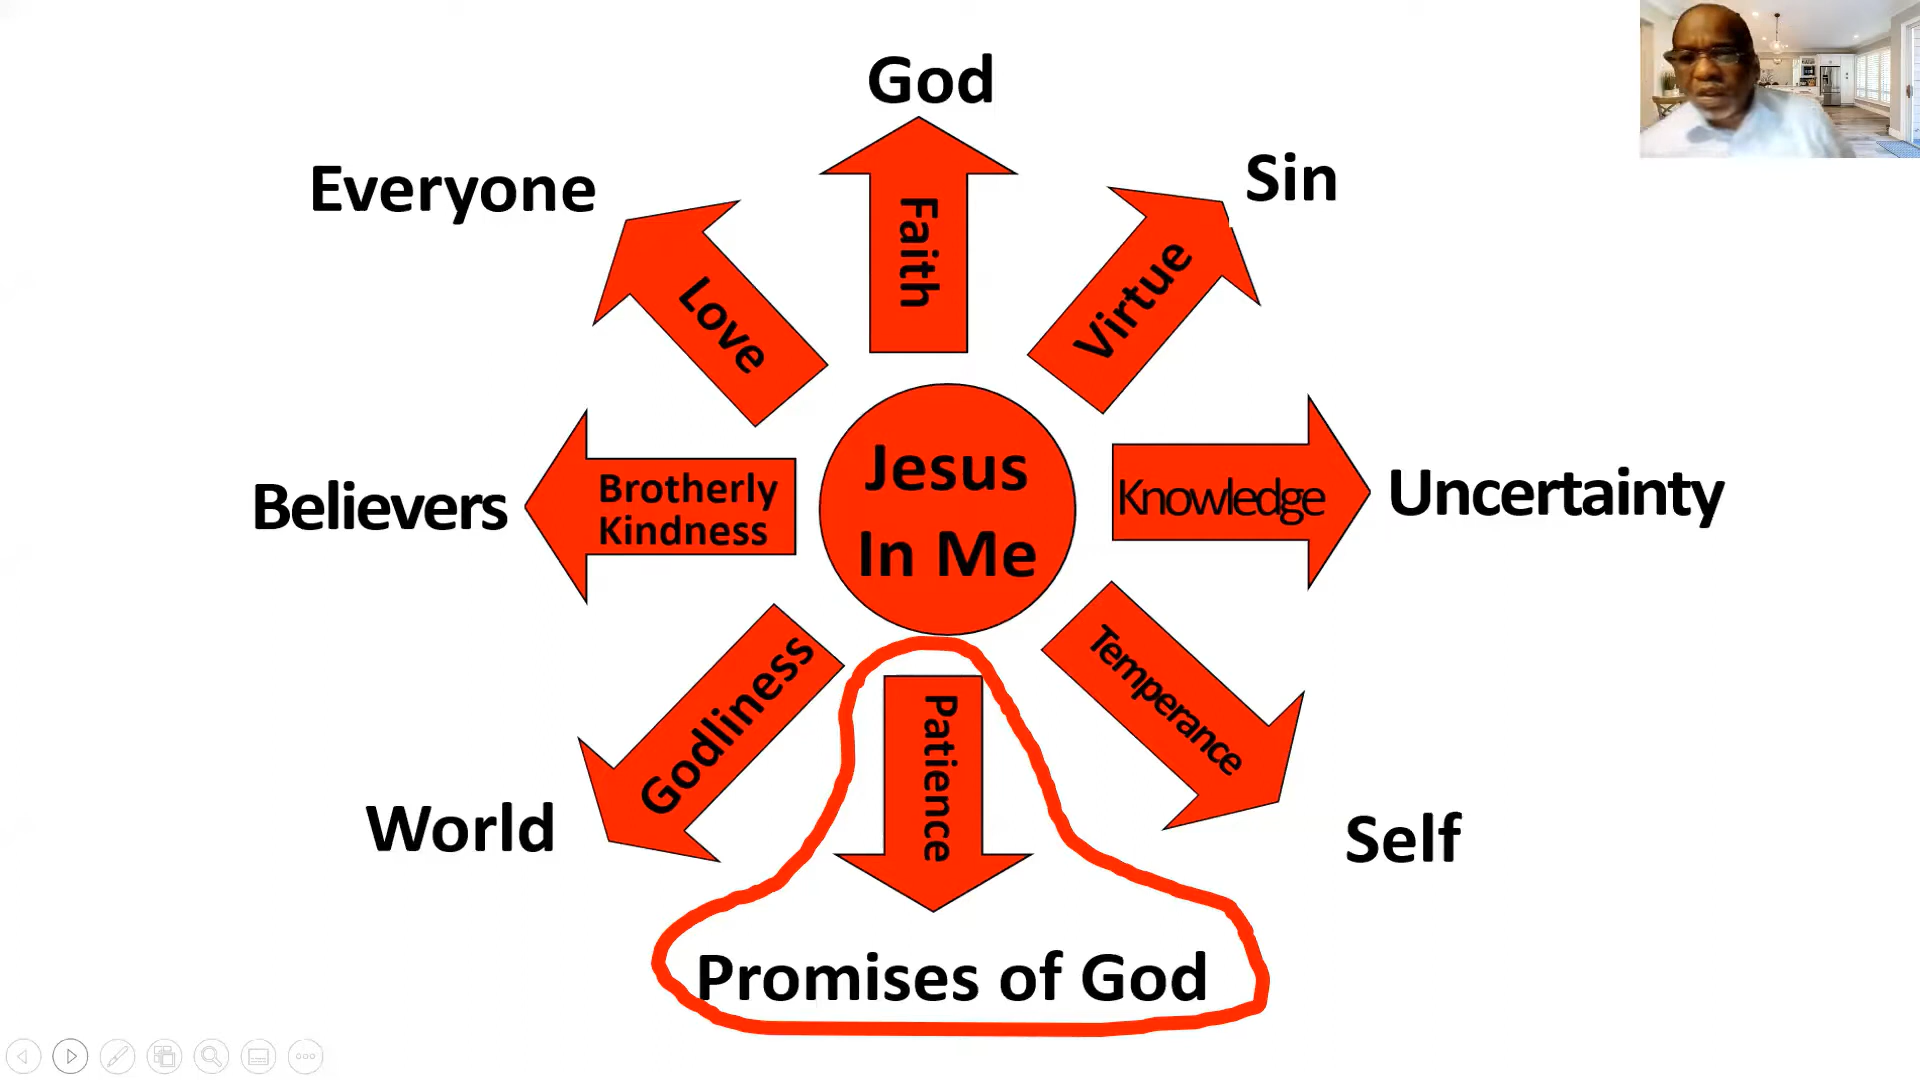 God
Everyone
Sin
Faith
Love
Virtue
Jesus
In Me
Believers
Brotherly
Kindness
Knowledge
Uncertainty
Godliness
Patience
Temperance
World
Self
Promises of God